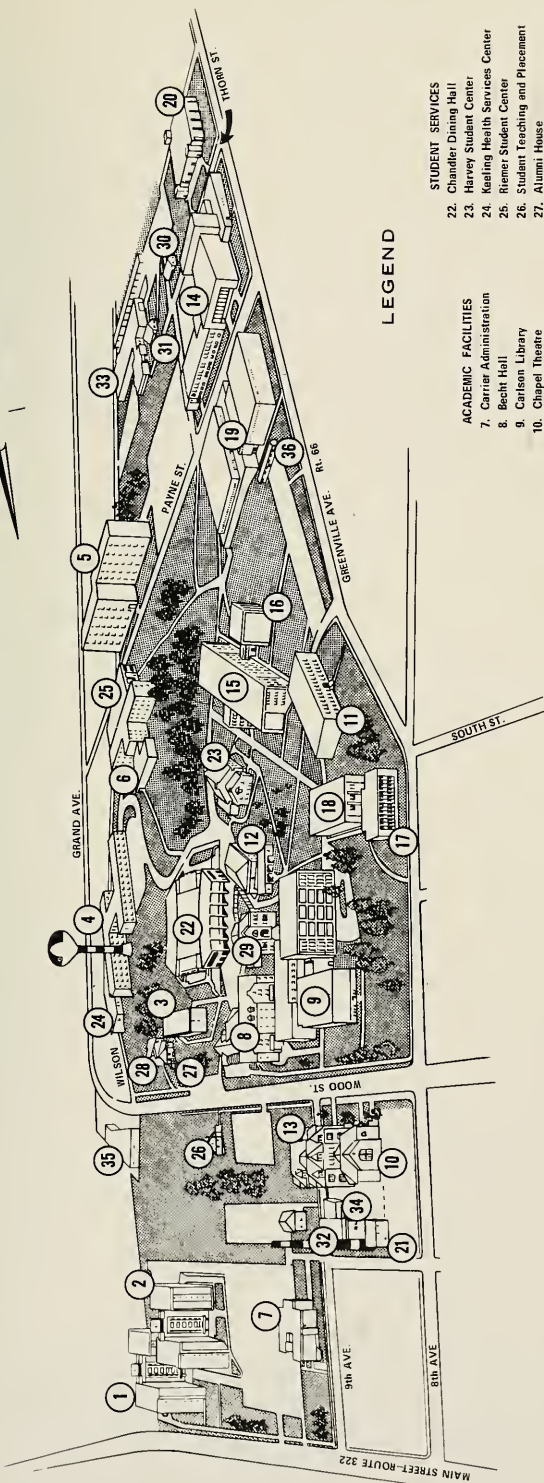 20
THORN ST.
30
14
31
33
19
36
Rt. 66
PAYNE ST.
GREENVILLE AVE.
5
16
15
25
11
6
23
SOUTH ST.
GRAND AVE.
18
12
17
4
22
29
3
9
24
8
WILSON
28
27
WOOD ST.
35
26
13
10
34
32
21
2
7
1
9th AVE.
8th AVE
MAIN STREET-ROUTE 322
LEGEND
ACADEMIC FACILITIES
7. Carrier Administration
8. Becht Hall
9. Carlson Library
10. Chapel Theatre
STUDENT SERVICES
22. Chandler Dining Hall
23. Harvey Student Center
24. Keeling Health Services Center
25. Riemer Student Center
26. Student Teaching and Placement
27. Alumni House